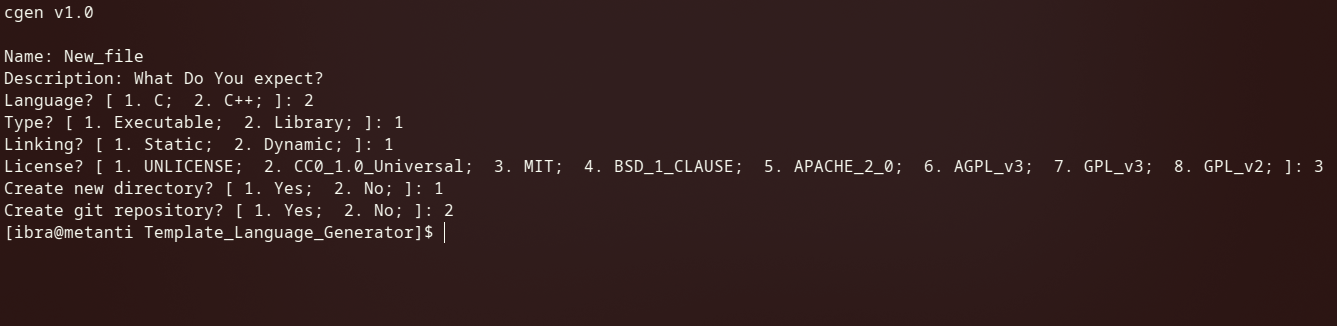 cgen v1.0
Name: New_file
Description: What Do You expect?
Language? [ 1. C;  2. C++; ]: 2
Type? [ 1. Executable;  2. Library; ]: 1
Linking? [ 1. Static;  2. Dynamic; ]: 1
License? [ 1. UNLICENSE;  2. CC0_1.0_Universal;  3. MIT;  4. BSD_1_CLAUSE;  5. APACHE_2_0;  6. AGPL_v3;  7. GPL_v3;  8. GPL_v2; ]: 3
Create new directory? [ 1. Yes;  2. No; ]: 1
Create git repository? [ 1. Yes;  2. No; ]: 2
[ibra@metanti Template_Language_Generator]$